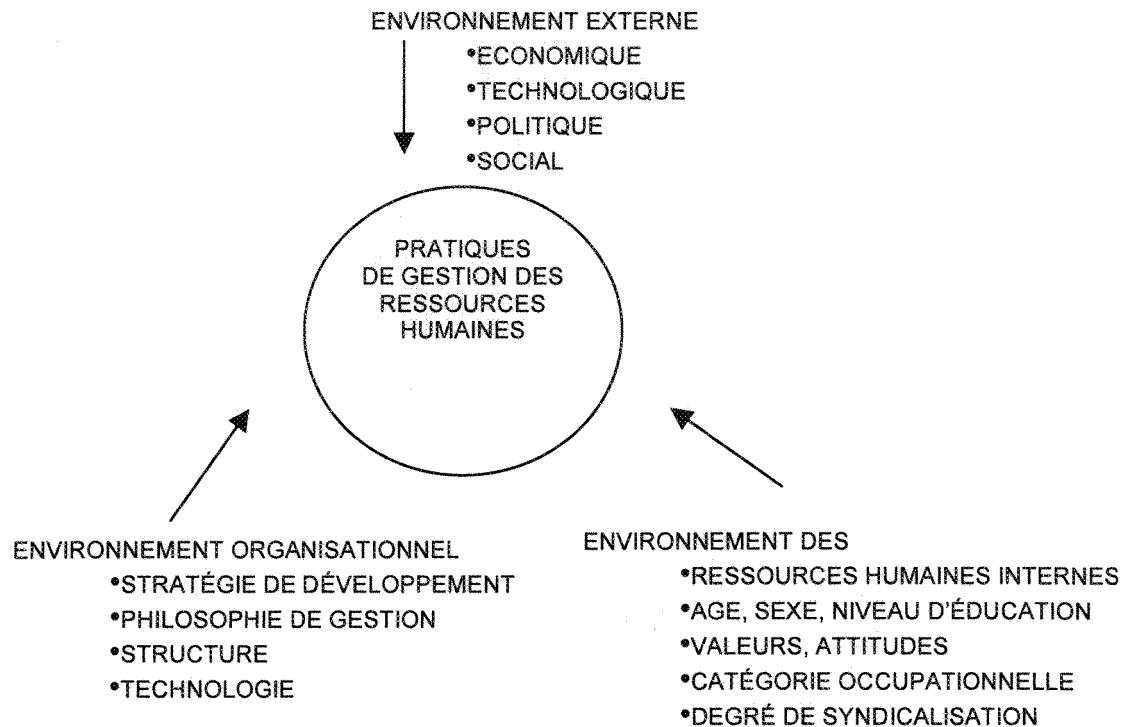 ENVIRONNEMENT EXTERNE
•ECONOMIQUE
•TECHNOLOGIQUE
•POLITIQUE
•SOCIAL
PRATIQUES
DE GESTION DES
RESSOURCES
HUMAINES
ENVIRONNEMENT ORGANISATIONNEL
•STRATÉGIE DE DÉVELOPPEMENT
•PHILOSOPHIE DE GESTION
•STRUCTURE
•TECHNOLOGIE
ENVIRONNEMENT DES
•RESSOURCES HUMAINES INTERNES
•AGE, SEXE, NIVEAU D'ÉDUCATION
•VALEURS, ATTITUDES
•CATÉGORIE OCCUPATIONNELLE
•DEGRÉ DE SYNDICALISATION